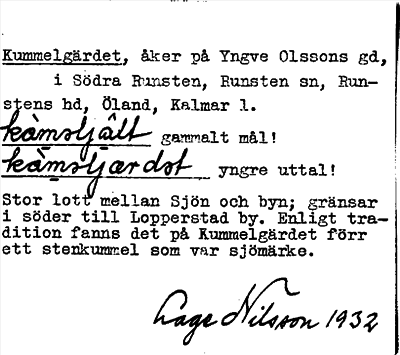 Kummelgärdet, åker på Yngve Olssons gd,
i Södra Runsten, Runsten sn, Run-
stens hd, Öland, Kalmar l.
gammalt mål!
yngre uttal!
Stor lott mellan Sjön och byn; gränsar
i söder till Lopperstad by. Enligt tra-
dition fanns det på Kummelgärdet förr
ett stenkummel som var sjömärke.
Lage Nilsson 1932